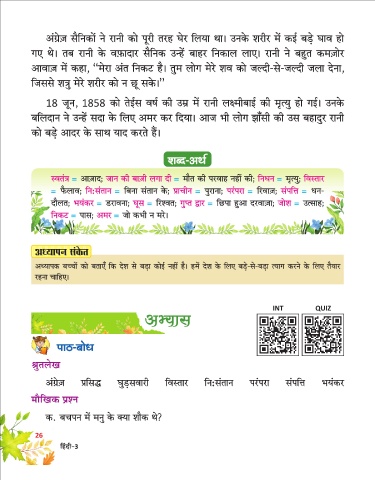 अंग्रेज़ सैनिकों ने रानी को पूरी तरह घेर लिया था। उनके शरीर में कई बड़े घाव हो
गए थे। तब रानी के वफ़ादार सैनिक उन्हें बाहर निकाल लाए। रानी ने बहुत कमज़ोर
आवाज़ में कहा, “मेरा अंत निकट है। तुम लोग मेरे शव को जल्दी-से-जल्दी जला देना,
जिससे शत्रु मेरे शरीर को न छू सके।”
18 जून, 1858 को तेईस वर्ष की उम्र में रानी लक्ष्मीबाई की मृत्यु हो गई। उनके
बलिदान ने उन्हें सदा के लिए अमर कर दिया। आज भी लोग झाँसी की उस बहादुर रानी
को बड़े आदर के साथ याद करते हैं।
शब्द-अर्थ
स्वतंत्र = आज़ाद; जान की बाज़ी लगा दी = मौत की परवाह नहीं की; निधन = मृत्यु; विस्तार
= फैलाव; नि:संतान = बिना संतान के; प्राचीन = पुराना; परंपरा = रिवाज़; संपत्ति = धन-
दौलत; भयंकर = डरावना; घूस = रिश्वत; गुप्त द्वार = छिपा हुआ दरवाज़ा; जोश = उत्साह;
निकट = पास; अमर = जो कभी न मरे।
अध्यापन संकेत
अध्यापक बच्चों को बताएँ कि देश से बड़ा कोई नहीं है। हमें देश के लिए बड़े-से-बड़ा त्याग करने के लिए तैयार
रहना चाहिए।
INT QUIZ
अभ्यास
पाठ-बोध
श्रुतलेख
अंग्रेज़ प्रसिद्ध घुड़सवारी विस्तार नि:संतान परंपरा संपत्ति भयंकर
मौखिक प्रश्न
क. बचपन में मनु के क्या शौक थे?
26
हिंदी-3